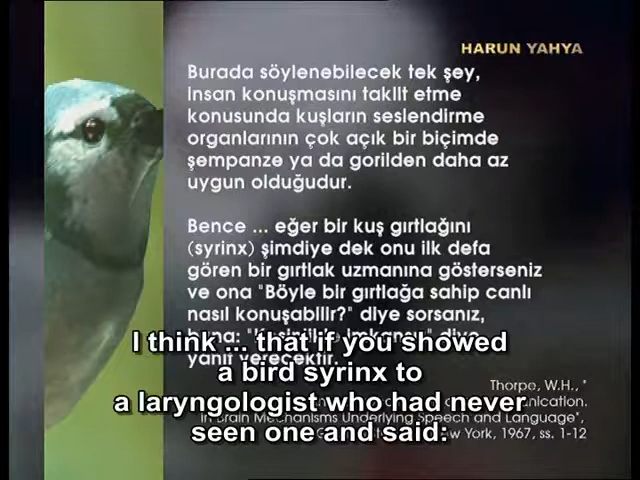 HARUN YAHYA
Burada söylenebilecek tek şey,
insan konuşmasını taklit etme
konusunda kuşların seslendirme
organlarının çok açık bir biçimde
şempanze ya da gorilden daha az
uygun olduğudur.
Bence ... eğer bir kuş gırtlağını
(syrinx) şimdiye dek onu ilk defa
gören bir gırtlak uzmanına gösterseniz
ve ona "Böyle bir gırtlağa sahip canlı
nasıl konuşabilir?" diye sorsanız,
diye
yanıt verecektir.
I think ... that if you showed
a bird syrinx to
a laryngologist who had never
seen one and said:
Thorpe, W.H., "
in Brain Mechanisms Underlying Speech and Language",
York, 1967, ss. 1-12